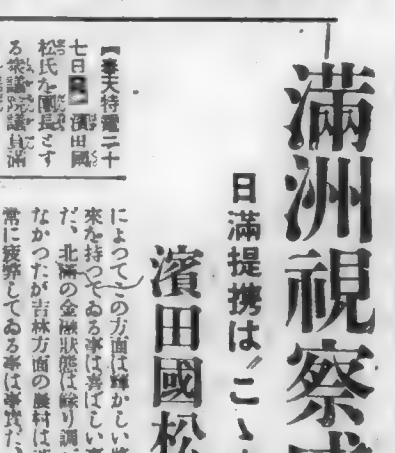 滿洲視察
日滿提携は〃こゝ
濱田國松
【奉天特電二十
七日發】濱田國
松氏を團長とす
る衆議院議員滿
によつてこの方面は輝かしい將
來を持つてゐる事は喜ばしい事
だ、北滿の金融狀態は餘り調べ
なかつたが吉林方面の農村は非
常に疲弊してゐる事は事實だ、